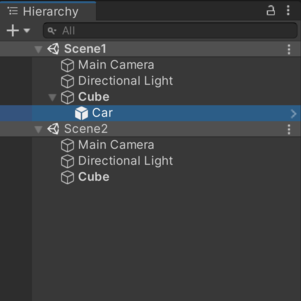 Hierarchy
All
Scene1
Main Camera
Directional Light
Cube
Car
Scene2
Main Camera
Directional Light
Cube